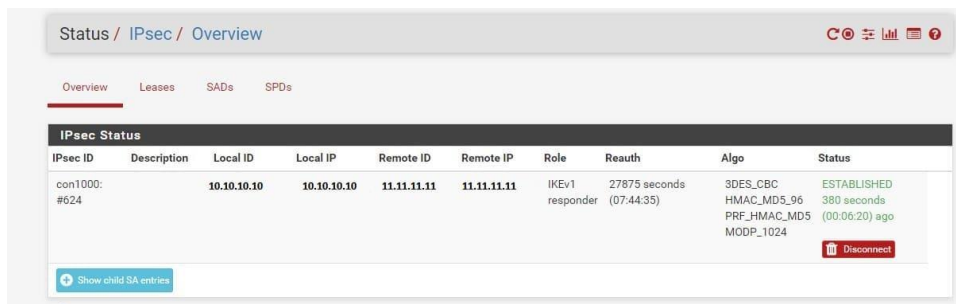 Status / IPsec / Overview
Overview Leases SADs SPDs
IPsec Status
IPsec ID Description Local ID Local IP Remote ID Remote IP Role Reauth Algo Status
con1000: #624
10.10.10.10 10.10.10.10 11.11.11.11 11.11.11.11
IKEv1 responder
27875 seconds (07:44:35)
3DES_CBC
HMAC_MD5_96
PRF_HMAC_MD5
MODP_1024
ESTABLISHED
380 seconds
(00:06:20) ago
Disconnect
Show child SA entries